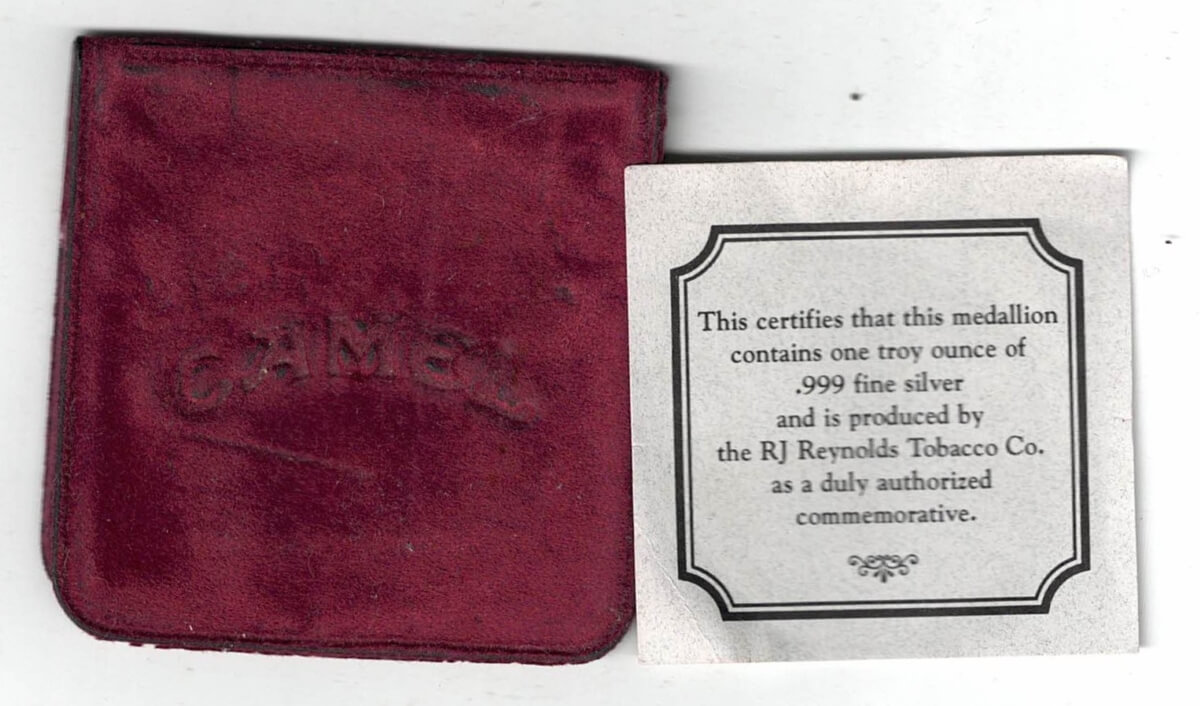 CAMEL
This certifies that this medallion
contains one troy ounce of
.999 fine silver
and is produced by
the RJ Reynolds Tobacco Co.
as a duly authorized
commemorative.